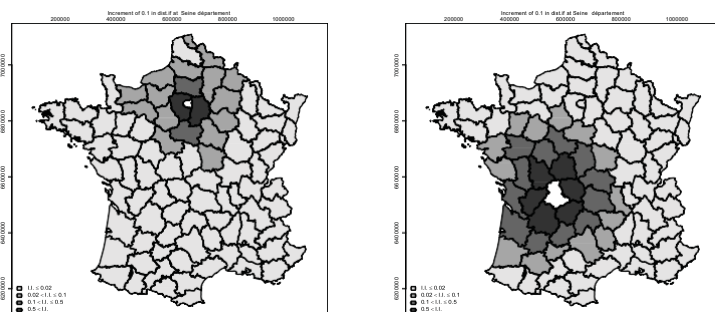 Increment of 0.1 in dist.if at Seine département
200000 400000 600000 800000 1000000
7000000
6800000
6600000
6400000
6200000
I.I. ≤ 0.02
0.02 < I.I. ≤ 0.1
0.1 < I.I. ≤ 0.5
0.5 < I.I.
Increment of 0.1 in dist.if at Seine département
200000 400000 600000 800000 1000000
7000000
6800000
6600000
6400000
6200000
I.I. ≤ 0.02
0.02 < I.I. ≤ 0.1
0.1 < I.I. ≤ 0.5
0.5 < I.I.